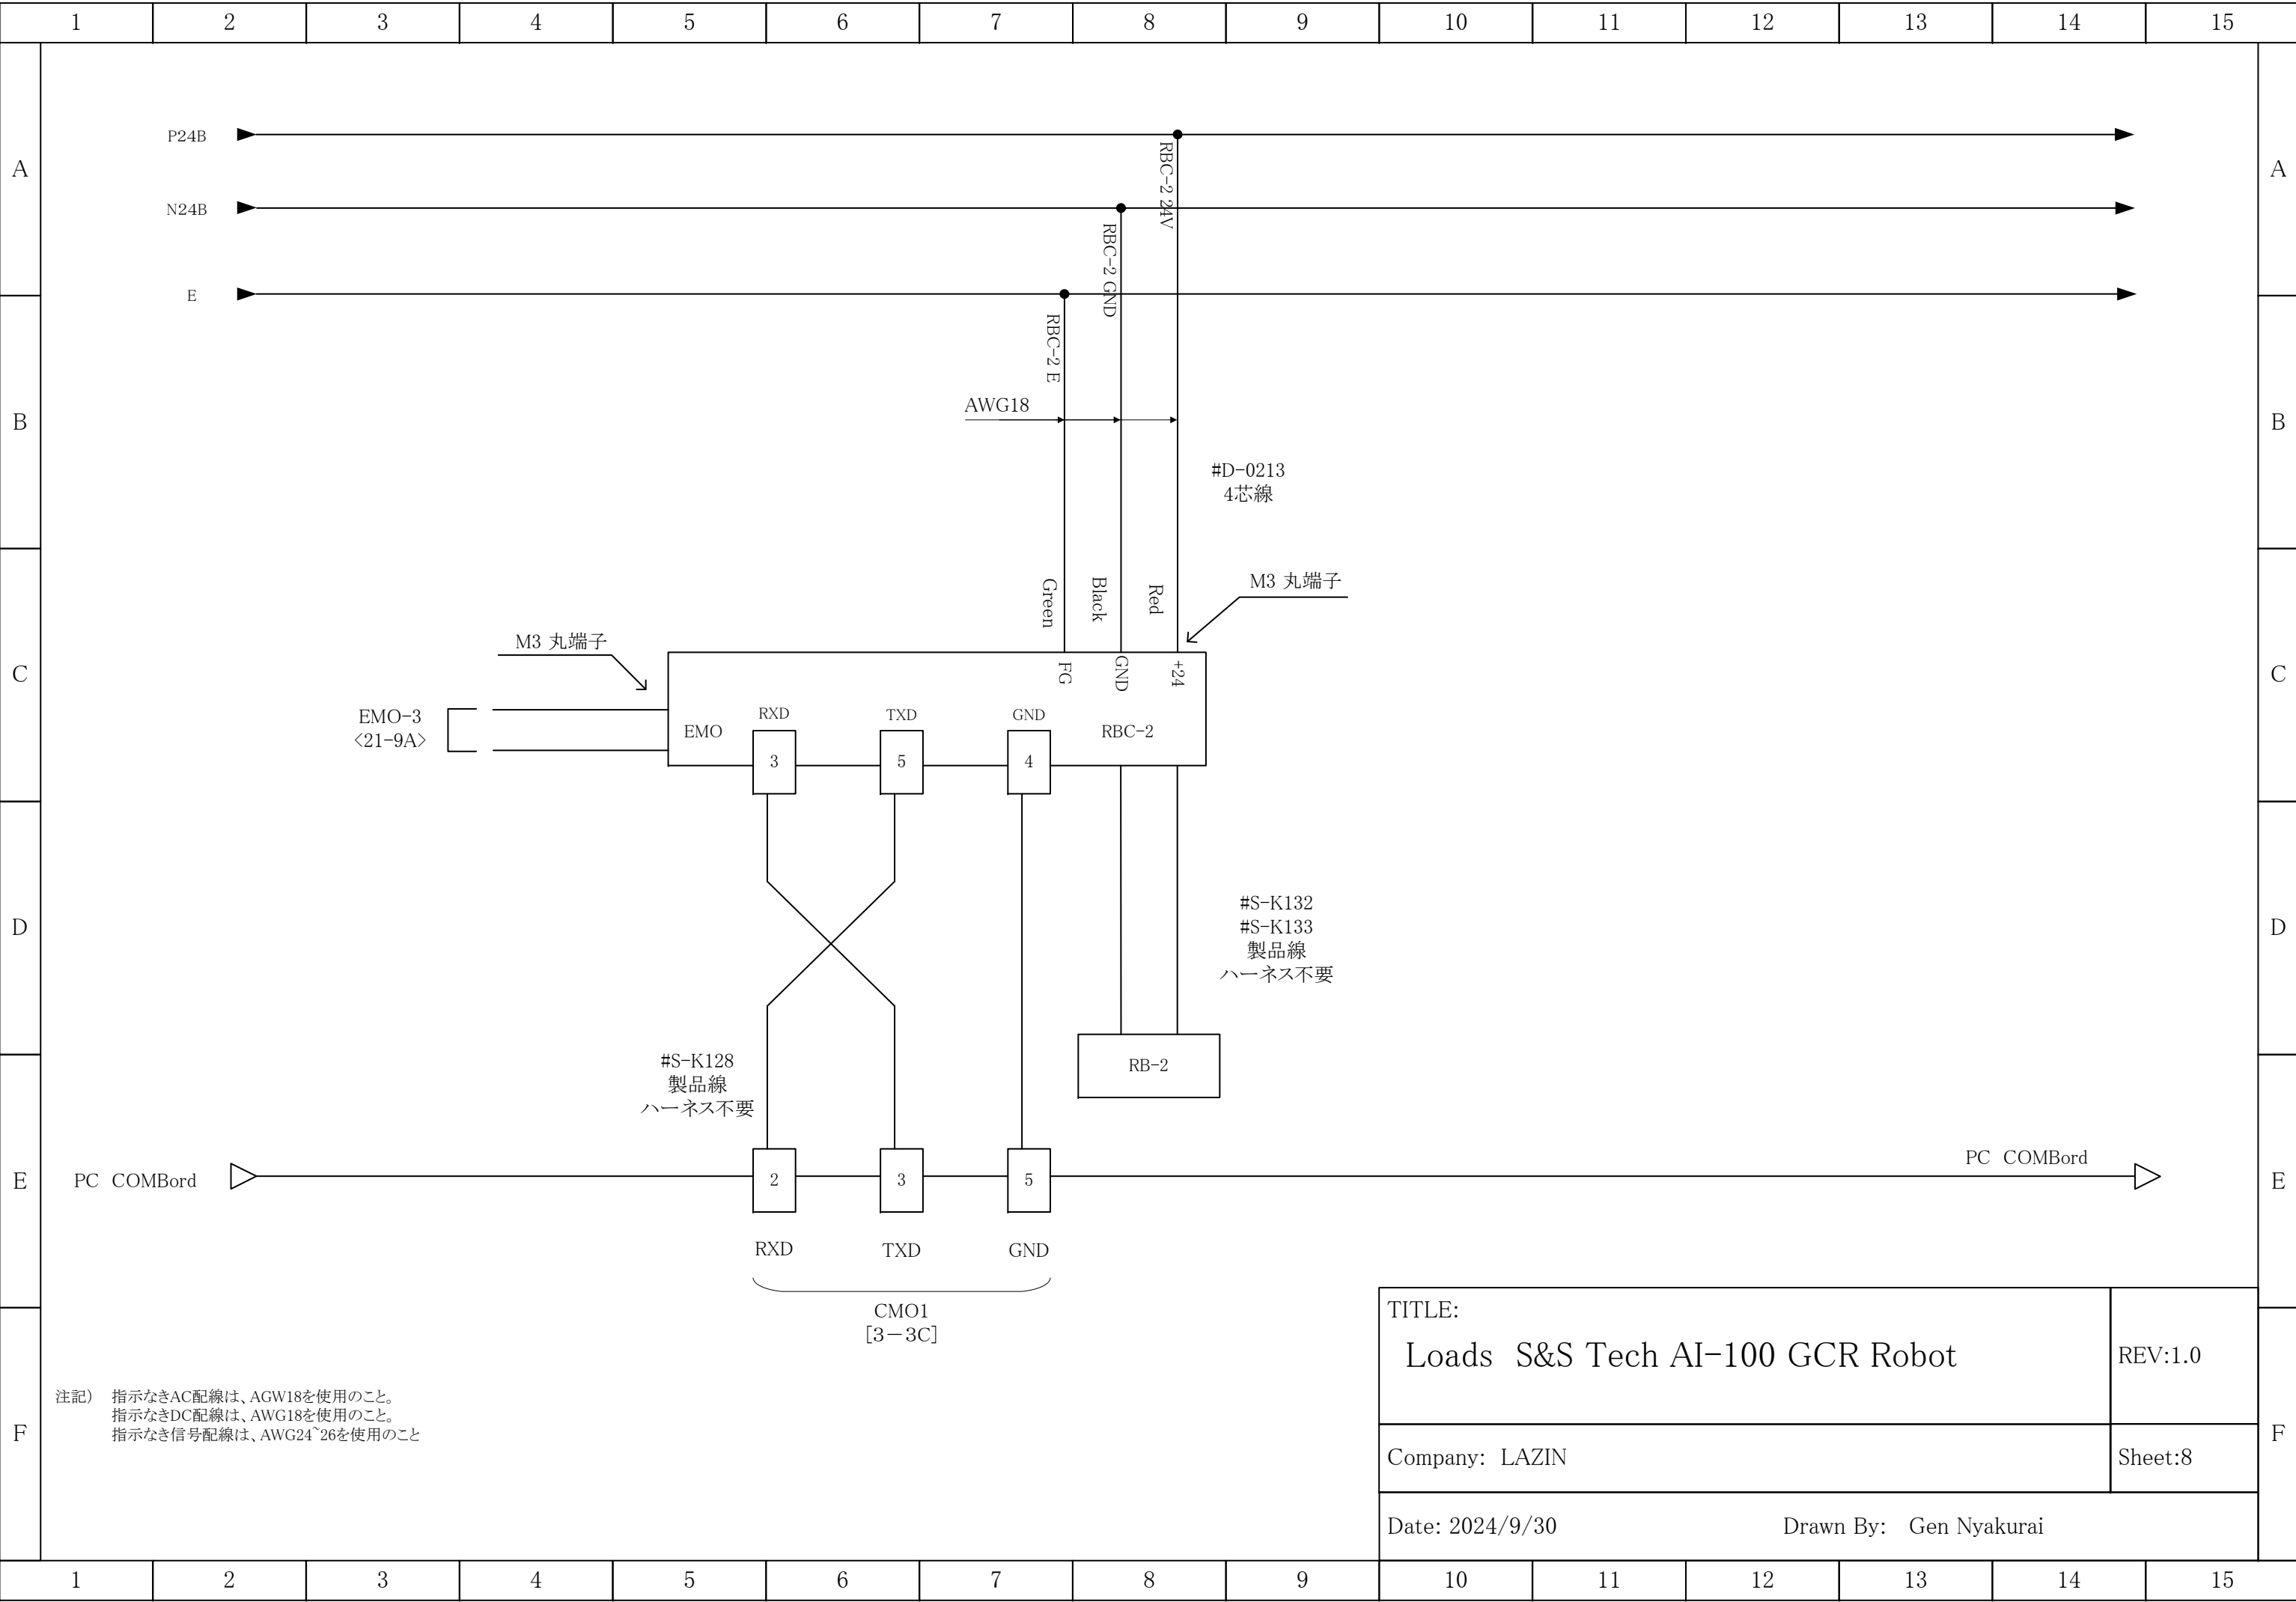 1 2 3 4 5 6 7 8 9 10 11 12 13 14 15
A
A
P24B
N24B
E
RBC-2 24V
RBC-2 GND
RBC-2 E
B
B
AWG18
#D-0213
4芯線
Green
Black
Red
M3 丸端子
M3 丸端子
C
C
FG
GND
+24
EMO-3
<21-9A>
EMO
RXD
TXD
GND
RBC-2
3
5
4
D
D
#S-K132
#S-K133
製品線
ハーネス不要
#S-K128
製品線
ハーネス不要
RB-2
E
E
PC COMBord
PC COMBord
2
3
5
RXD
TXD
GND
CMO1
[3－3C]
F
F
注記） 指示なきAC配線は、AGW18を使用のこと。
指示なきDC配線は、AWG18を使用のこと。
指示なき信号配線は、AWG24~26を使用のこと
TITLE:
Loads S&S Tech AI-100 GCR Robot
REV:1.0
Company: LAZIN
Sheet:8
Date: 2024/9/30
Drawn By: Gen Nyakurai
1 2 3 4 5 6 7 8 9 10 11 12 13 14 15